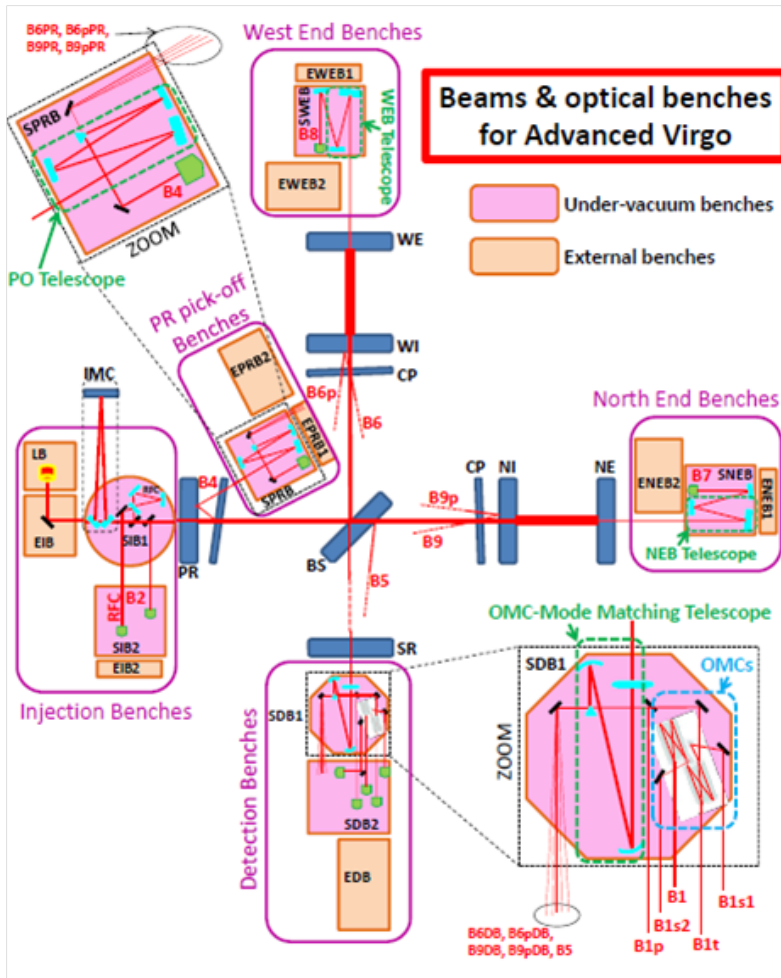 B6PR, B6pPR,
B9PR, B9pPR
West End Benches
EWEB1
SWEB
B8
WEB Telescope
EWEB2
Beams & optical benches
for Advanced Virgo
Under-vacuum benches
External benches
SPRB
B4
ZOOM
PO Telescope
PR pick-off
Benches
EPRB2
EPRB1
SPRB
B4
WE
WI
CP
B6p
B6
IMC
LB
EIB
RFC
SIB1
RFC
B2
SIB2
EIB2
Injection Benches
PR
BS
B5
CP
NI
NE
B9p
B9
North End Benches
ENEB2
B7
SNEB
ENEB1
NEB Telescope
SR
SDB1
SDB2
EDB
Detection Benches
OMC-Mode Matching Telescope
SDB1
OMCs
ZOOM
B6DB, B6pDB,
B9DB, B9pDB, B5
B1
B1s1
B1s2
B1p
B1t